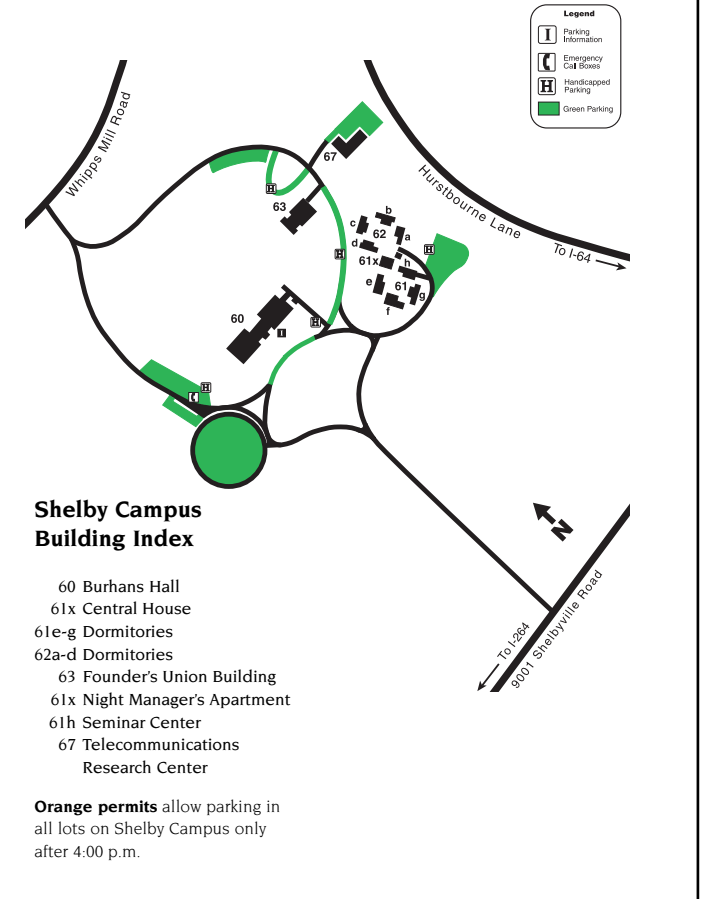 Legend
I Parking
Information
Emergency
Call Boxes
H Handicapped
Parking
Green Parking
Whipps Mill Road
Hurstbourne Lane
To I-64
67
H
63
b
c
62
a
d
H
H
61x
h
e
61
g
f
60
H
I
H
N
To I-264
9001 Shelbyville Road
Shelby Campus
Building Index
60 Burhans Hall
61x Central House
61e-g Dormitories
62a-d Dormitories
63 Founder's Union Building
61x Night Manager's Apartment
61h Seminar Center
67 Telecommunications
Research Center
Orange permits allow parking in
all lots on Shelby Campus only
after 4:00 p.m.